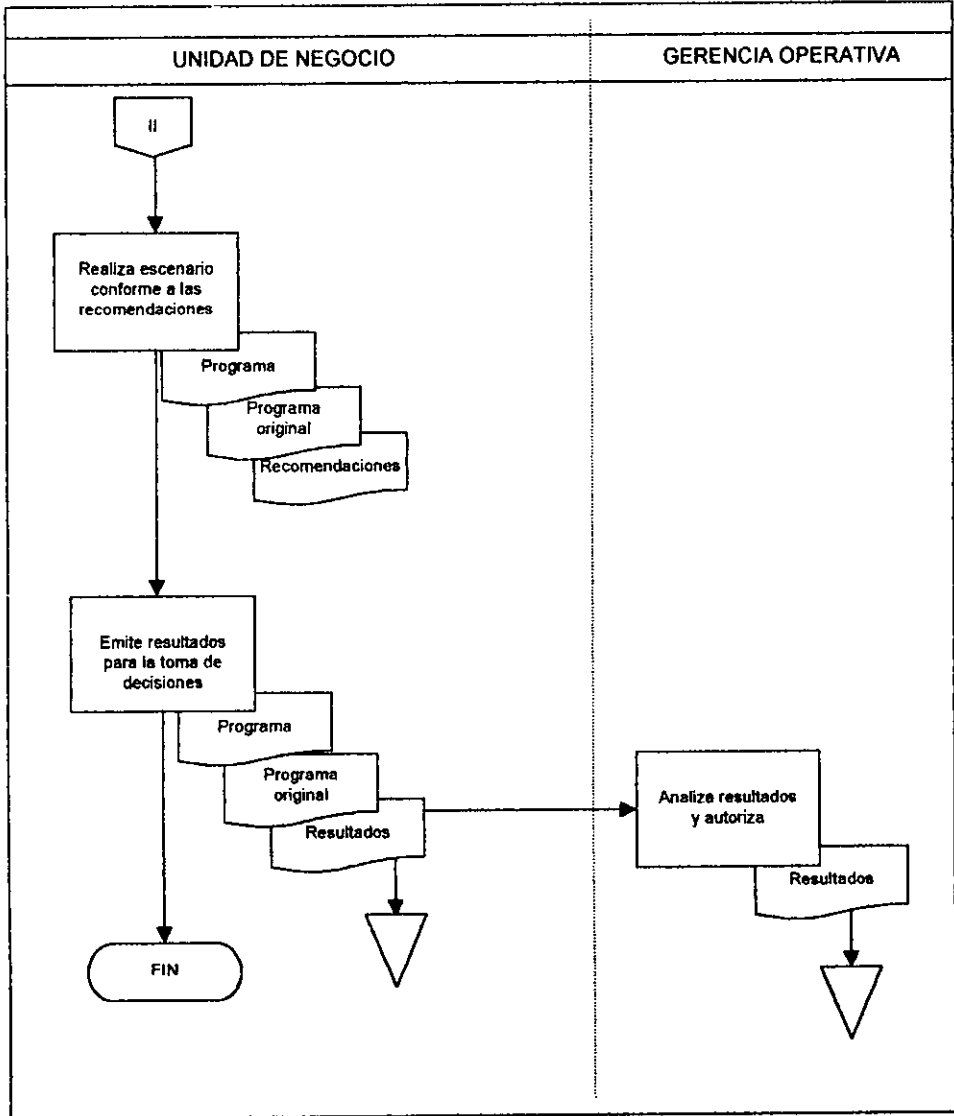 UNIDAD DE NEGOCIO
GERENCIA OPERATIVA
II
Realiza escenario
conforme a las
recomendaciones
Programa
Programa
original
Recomendaciones
Emite resultados
para la toma de
decisiones
Programa
Programa
original
Resultados
Analiza resultados
y autoriza
Resultados
FIN